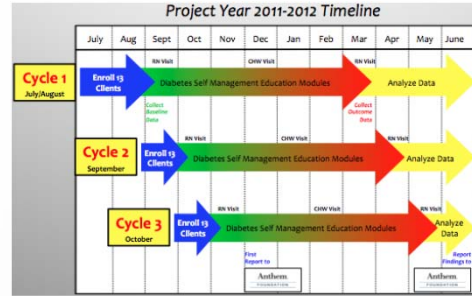 Project Year 2011-2012 Timeline
July Aug Sept Oct Nov Dec Jan Feb Mar Apr May June
Cycle 1
July/August
Enroll 13
Clients
RN Visit
CHW Visit
RN Visit
Diabetes Self Management Education Modules
Analyze Data
Collect
Baseline
Data
Collect
Outcome
Data
Cycle 2
September
Enroll 13
Clients
RN Visit
CHW Visit
RN Visit
Diabetes Self Management Education Modules
Analyze Data
Cycle 3
October
Enroll 13
Clients
RN Visit
CHW Visit
RN Visit
Diabetes Self Management Education Modules
Analyze
Data
First
Report to
Anthem
FOUNDATION
Report
Findings to
Anthem
FOUNDATION